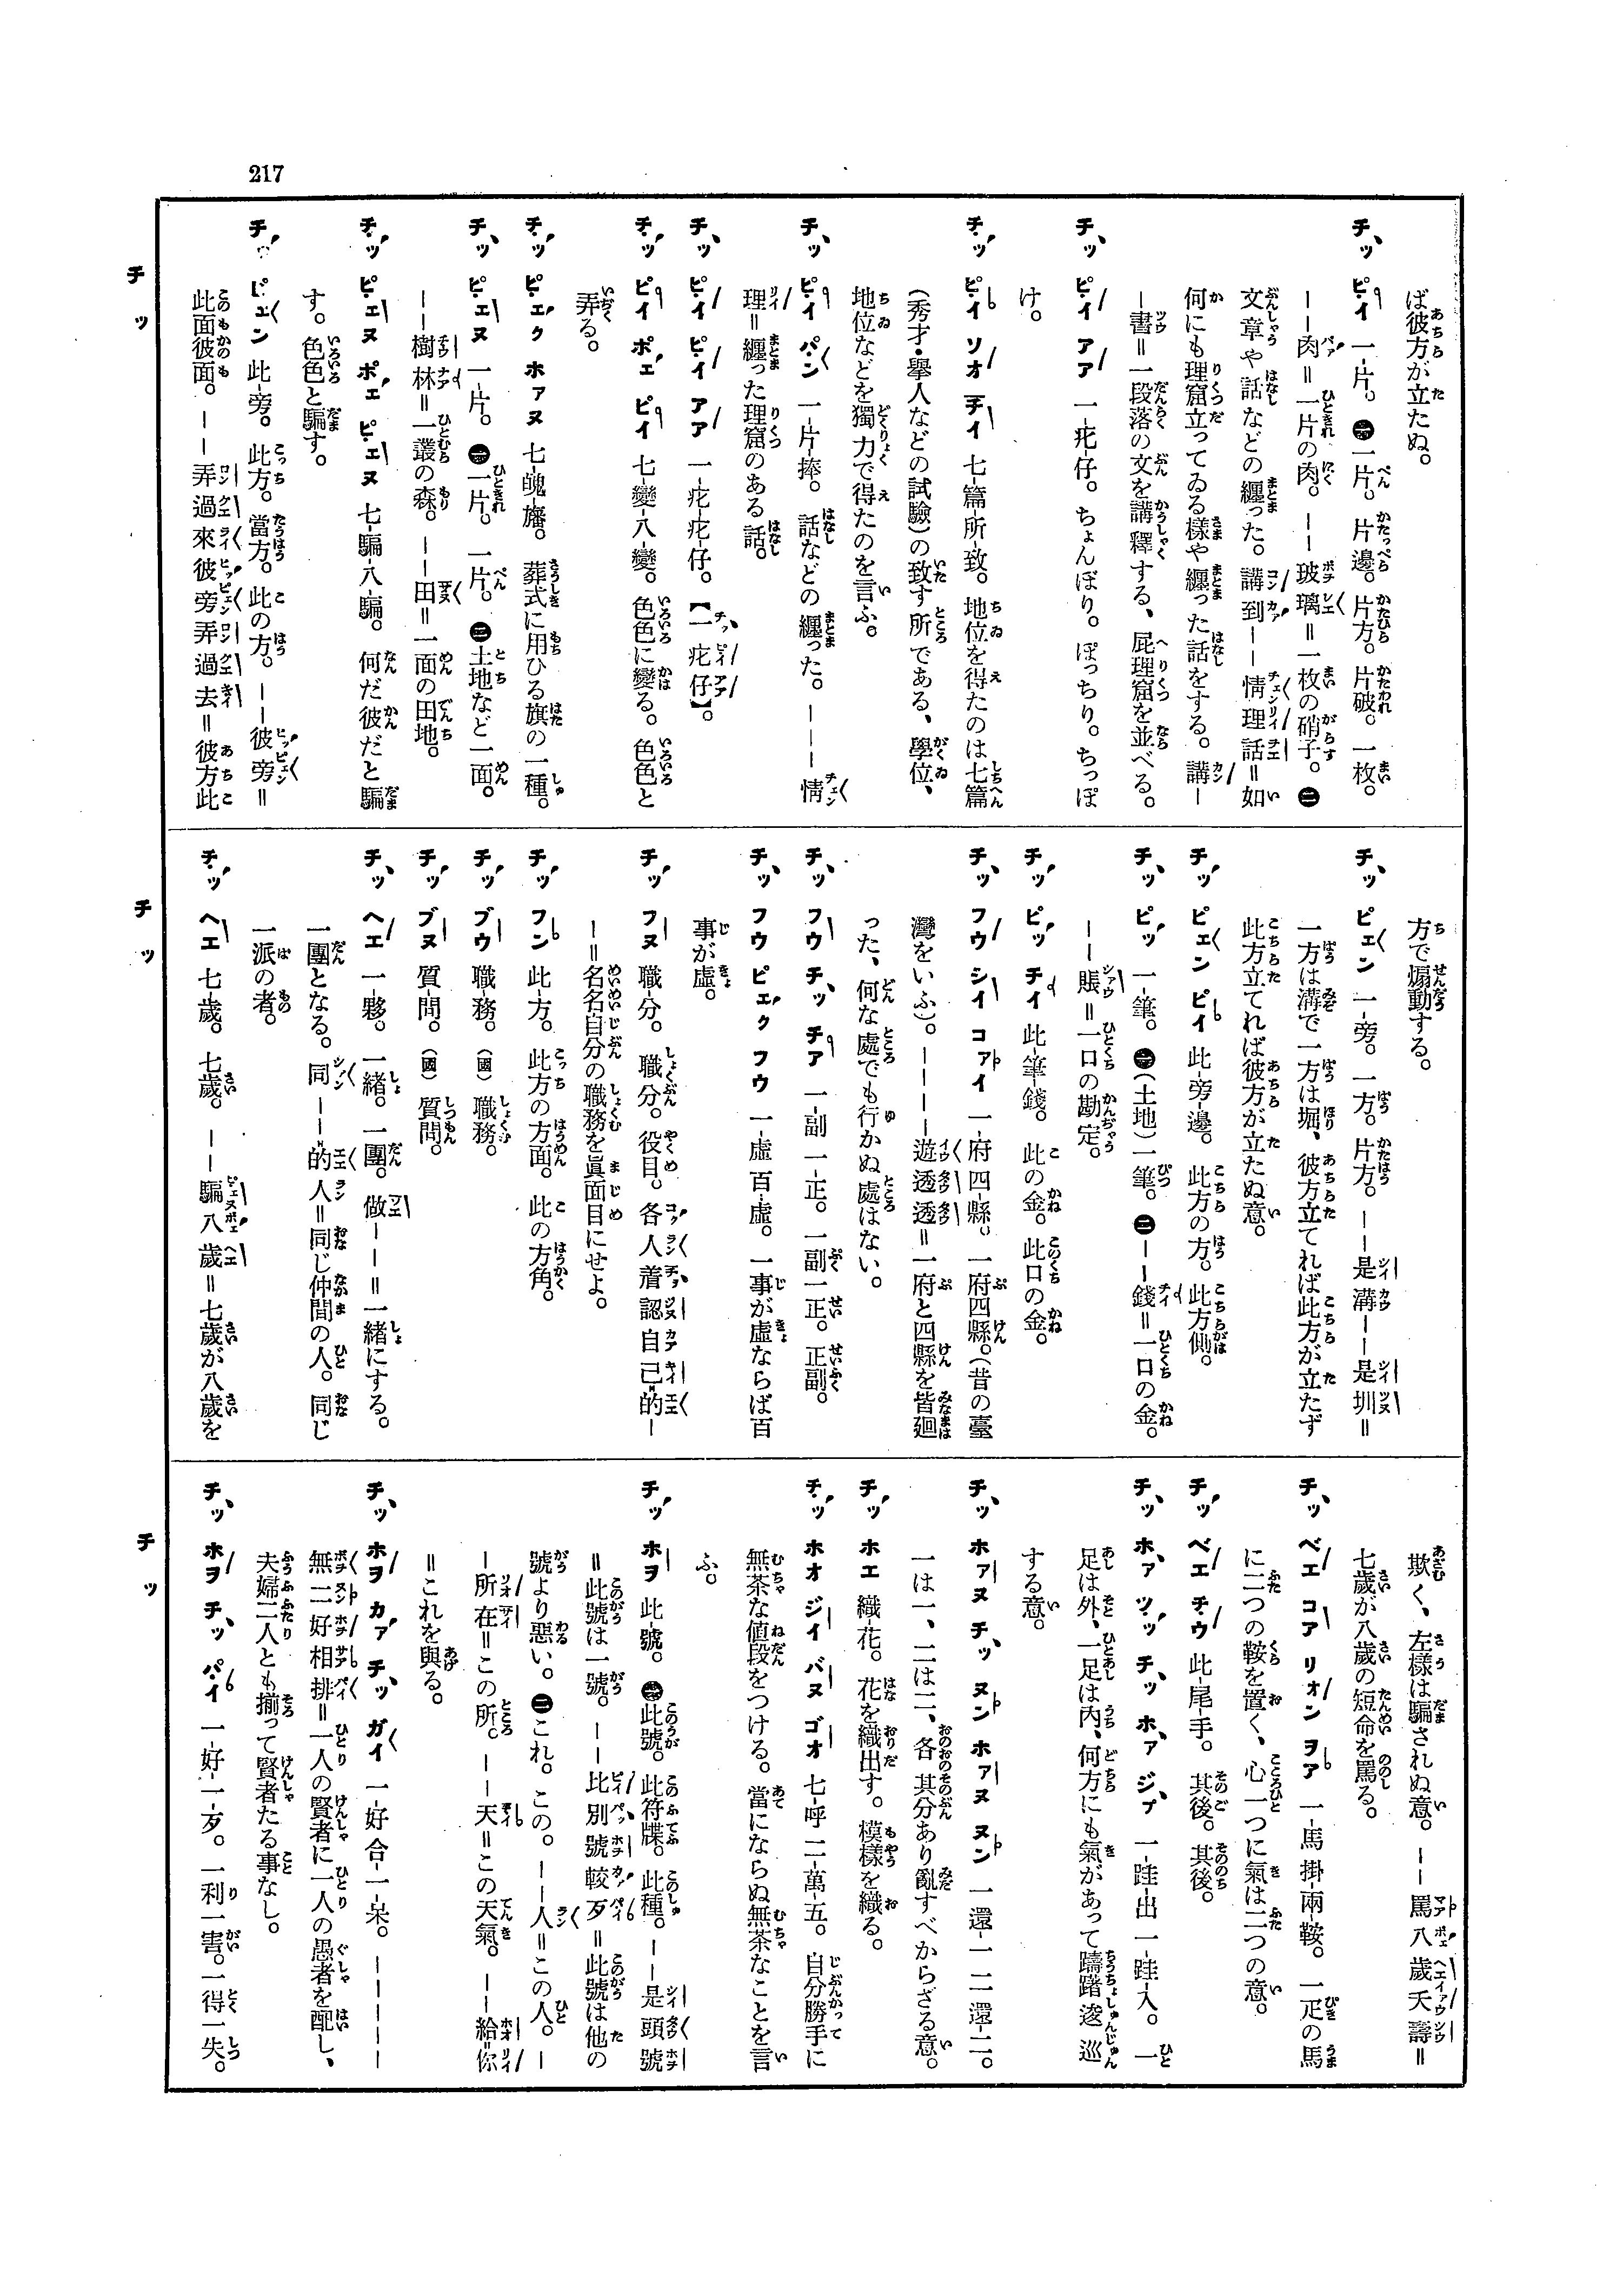 217
ば彼方が立たぬ。
チッ ピイ 一-片。㊀一片。片邊。片方。片破。一枚。
——肉＝一片の肉。——玻璃＝一枚の硝子。㊁
文章や話などの纒った。講到——情理話＝如
何にも理窟立ってゐる樣や纒った話をする。講—
—書＝一段落の文を講釋する、屁理窟を並べる。
チッ ピイ アア 一-疕-仔。ちょんぼり。ぽっちり。ちっぽ
け。
チッ ピイ ソオ チイ 七-篇-所-致。地位を得たのは七篇
(秀才・擧人などの試驗)の致す所である、學位、
地位などを獨力で得たのを言ふ。
チッ ピイ パン 一-片-捧。話などの纒った。———情
理＝纒った理窟のある話。
チッ ピイ ピイ アア 一-疕-疕-仔。【一疕仔】。
チッ ピイ ポェ ピイ 七-變-八-變。色色に變る。色色と
弄る。
チッ ピェク ホァヌ 七-魄-旛。葬式に用ひる旗の一種。
チッ ピェヌ 一-片。㊀一片。一片。㊁土地など一面。
——樹林＝一叢の森。——田＝一面の田地。
チッ ピェヌ ポェ ピェヌ 七-騙-八-騙。何だ彼だと騙
す。色色と騙す。
チッ ピェン 此-旁。此方。當方。此の方。——彼旁＝
此面彼面。——弄過來彼旁弄過去＝彼方此
チッ
方で煽動する。
チッ ピェン 一-旁。一方。片方。——是溝——是圳＝
一方は溝で一方は堀、彼方立てれば此方が立たず
此方立てれば彼方が立たぬ意。
チッ ピェン ピイ 此-旁-邊。此方の方。此方側。
チッ ピッ 一-筆。㊀(土地)一筆。㊁——錢＝一口の金。
——賬＝一口の勘定。
チッ ピッ チイ 此-筆-錢。此の金。此口の金。
チッ フウ シイ コァイ 一-府四-縣。一府四縣。(昔の臺
灣をいふ)。————遊透透＝一府と四縣を皆廻
った、何んな處でも行かぬ處はない。
チッ フウ チッ チァ 一-副一-正。一副一正。正副。
チッ フウ ピェク フウ 一-虛百-虛。一事が虛ならば百
事が虛。
チッ フヌ 職-分。職分。役目。各人着認自己的—
—＝名名自分の職務を眞面目にせよ。
チッ フン 此-方。此方の方面。此の方角。
チッ ブウ 職-務。(國) 職務。
チッ ブヌ 質-問。(國) 質問。
チッ ヘエ 一-夥。一緒。一團。做——＝一緒にする。
一團となる。同——的人＝同じ仲間の人。同じ
一派の者。
チッ ヘエ 七-歲。七歲。——騙八歲＝七歲が八歲を
チッ
欺く、左樣は騙されぬ意。——罵八歲夭壽＝
七歲が八歲の短命を罵る。
チッ ベエ コァ リォン ヲァ 一-馬掛-兩-鞍。一疋の馬
に二つの鞍を置く、心一つに氣は二つの意。
チッ ベエ チウ 此-尾-手。其後。其後。
チッ ホァ ツッ チッ ホァ ジプ 一-跬-出一-跬-入。一
足は外、一足は內、何方にも氣があって躊躇逡巡
する意。
チッ ホァヌ チッ ヌン ホァヌ ヌン 一還-一二還-二。
一は一、二は二、各其分あり亂すべからざる意。
チッ ホエ 織-花。花を織出す。模樣を織る。
チッ ホオ ジイ バヌ ゴオ 七-呼二-萬-五。自分勝手に
無茶な値段をつける。當にならぬ無茶なことを言
ふ。
チッ ホヲ 此-號。㊀此號。此符牒。此種。——是頭號
＝此號は一號。——比別號較歹＝此號は他の
號より惡い。㊁これ。この。——人＝この人。—
—所在＝この所。——天＝この天氣。——給你
＝これを與る。
チッ ホヲ カァ チッ ガイ 一-好合一-呆。—————
無二好相排＝一人の賢者に一人の愚者を配し、
夫婦二人とも揃って賢者たる事なし。
チッ ホヲ チッ パイ 一-好-一-歹。一利一害。一得一失。
チッ